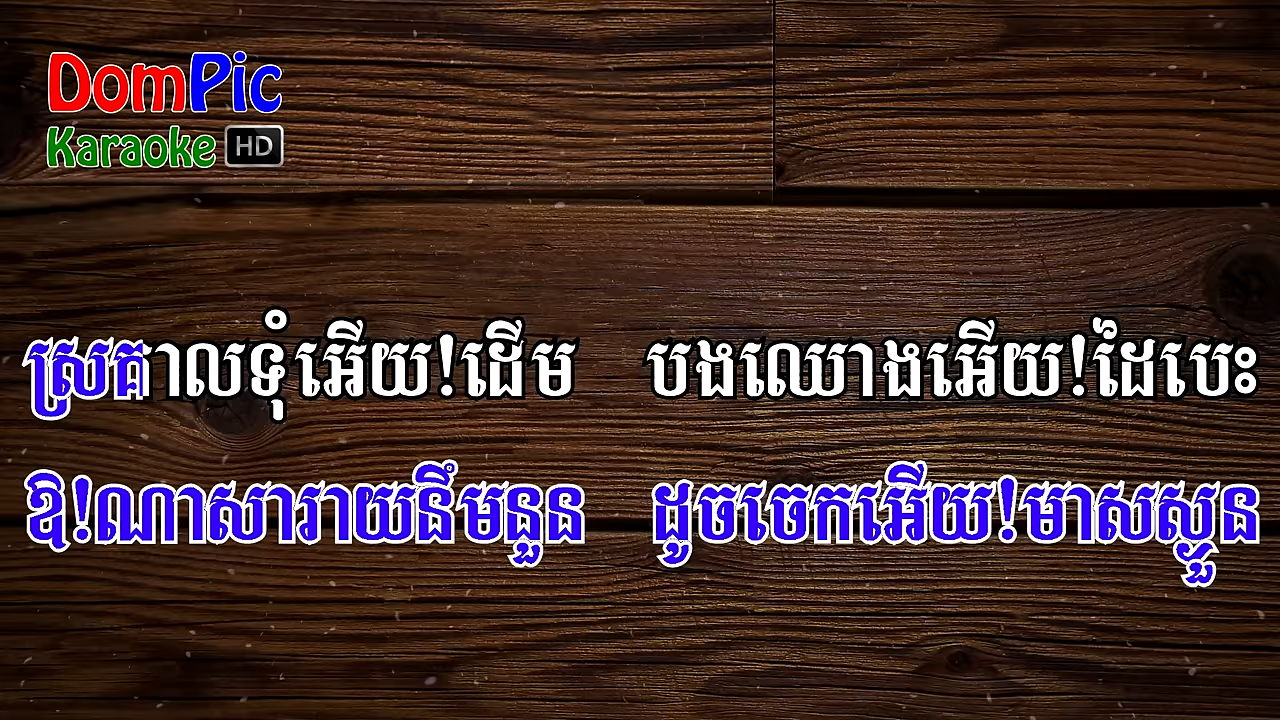 DomPic
Karaoke HD
ស្រគាលទុំអើយ!ដើម បងឈោងអើយ!ដៃបេះ
ឱ!ណាសារាយនឹមនួន ដូចចេកអើយ!មាសស្ងួន